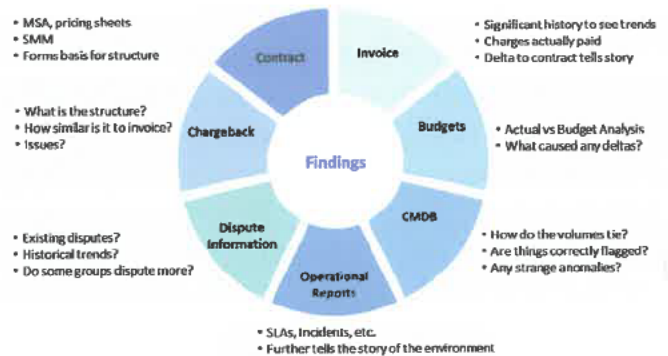 • MSA, pricing sheets
• SMM
• Forms basis for structure
Contract
Invoice
• Significant history to see trends
• Charges actually paid
• Delta to contract tells story
• What is the structure?
• How similar is it to invoice?
• Issues?
Chargeback
Budgets
• Actual vs Budget Analysis
• What caused any deltas?
Findings
• Existing disputes?
• Historical trends?
• Do some groups dispute more?
Dispute
Information
CMDB
• How do the volumes tie?
• Are things correctly flagged?
• Any strange anomalies?
Operational
Reports
• SLAs, Incidents, etc.
• Further tells the story of the environment